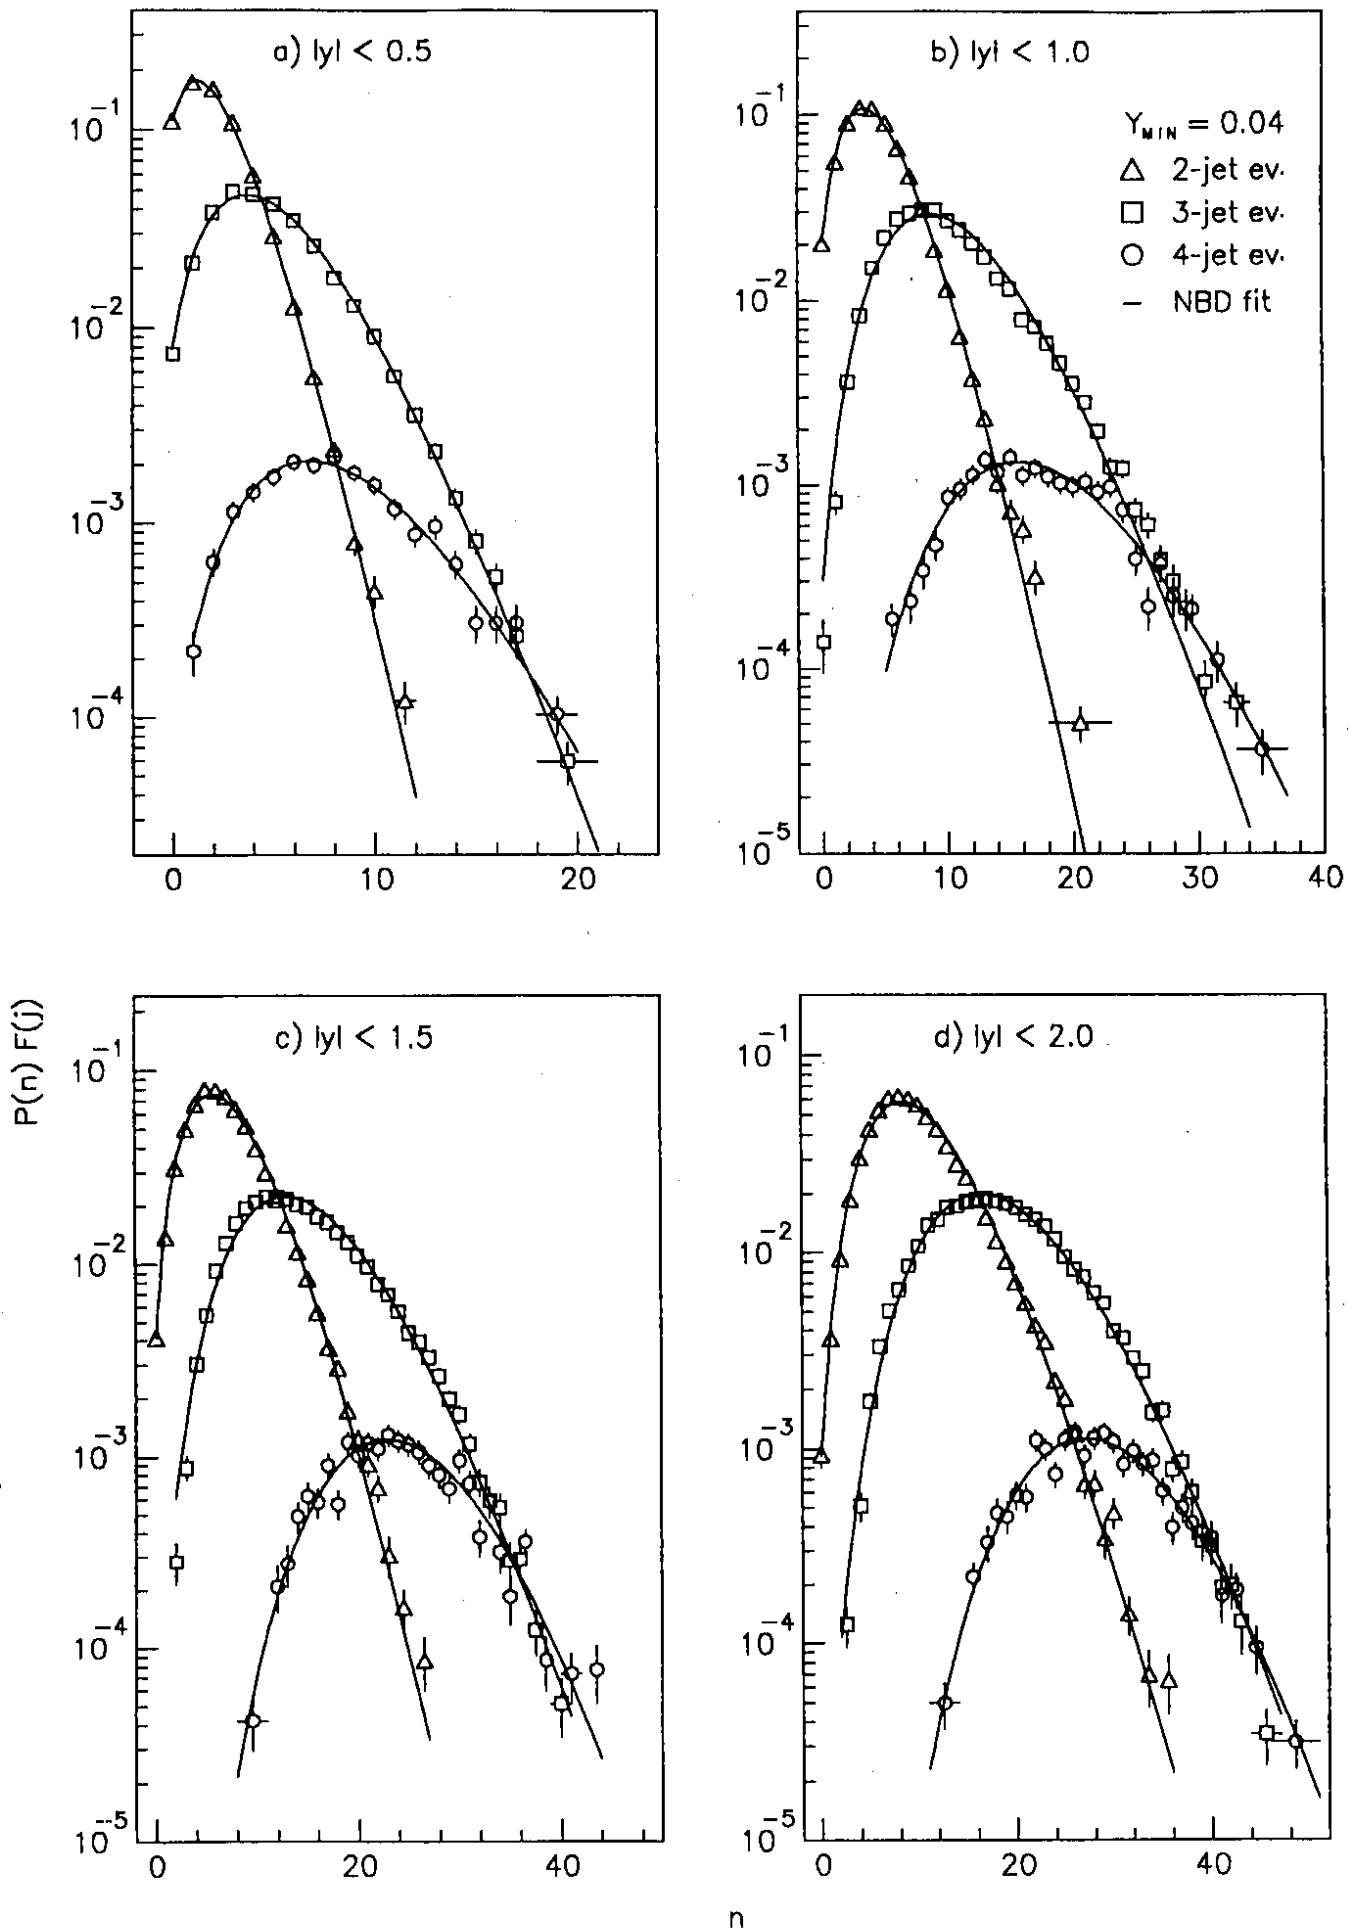 a) |y| < 0.5
10⁻¹
10⁻²
10⁻³
10⁻⁴
0 10 20
b) |y| < 1.0
Y_MIN = 0.04
△ 2-jet ev.
□ 3-jet ev.
○ 4-jet ev.
— NBD fit
10⁻¹
10⁻²
10⁻³
10⁻⁴
10⁻⁵
0 10 20 30 40
P(n) F(j)
c) |y| < 1.5
10⁻¹
10⁻²
10⁻³
10⁻⁴
10⁻⁵
0 20 40
d) |y| < 2.0
10⁻¹
10⁻²
10⁻³
10⁻⁴
10⁻⁵
0 20 40
n